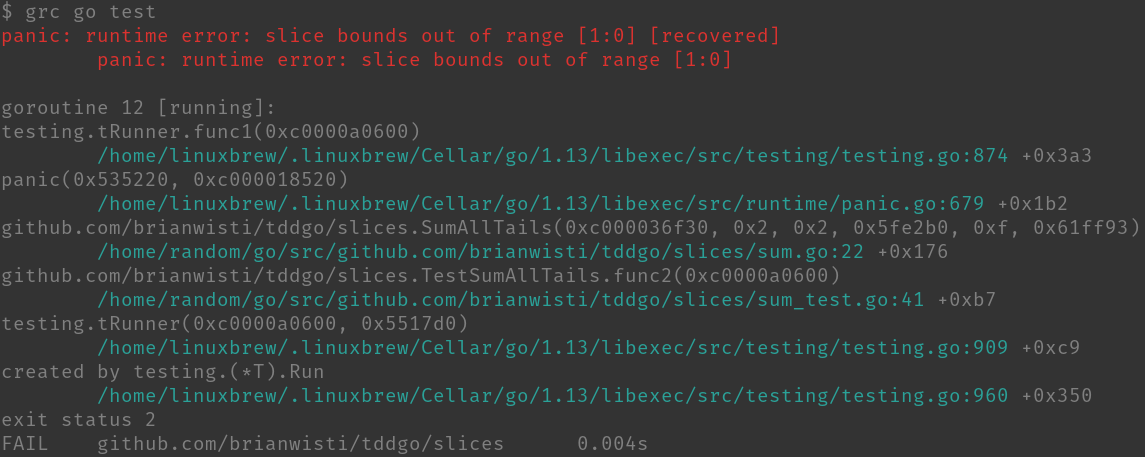 $ grc go test
panic: runtime error: slice bounds out of range [1:0] [recovered]
        panic: runtime error: slice bounds out of range [1:0]

goroutine 12 [running]:
testing.tRunner.func1(0xc0000a0600)
        /home/linuxbrew/.linuxbrew/Cellar/go/1.13/libexec/src/testing/testing.go:874 +0x3a3
panic(0x535220, 0xc000018520)
        /home/linuxbrew/.linuxbrew/Cellar/go/1.13/libexec/src/runtime/panic.go:679 +0x1b2
github.com/brianwisti/tddgo/slices.SumAllTails(0xc000036f30, 0x2, 0x2, 0x5fe2b0, 0xf, 0x61ff93)
        /home/random/go/src/github.com/brianwisti/tddgo/slices/sum.go:22 +0x176
github.com/brianwisti/tddgo/slices.TestSumAllTails.func2(0xc0000a0600)
        /home/random/go/src/github.com/brianwisti/tddgo/slices/sum_test.go:41 +0xb7
testing.tRunner(0xc0000a0600, 0x5517d0)
        /home/linuxbrew/.linuxbrew/Cellar/go/1.13/libexec/src/testing/testing.go:909 +0xc9
created by testing.(*T).Run
        /home/linuxbrew/.linuxbrew/Cellar/go/1.13/libexec/src/testing/testing.go:960 +0x350
exit status 2
FAIL    github.com/brianwisti/tddgo/slices      0.004s